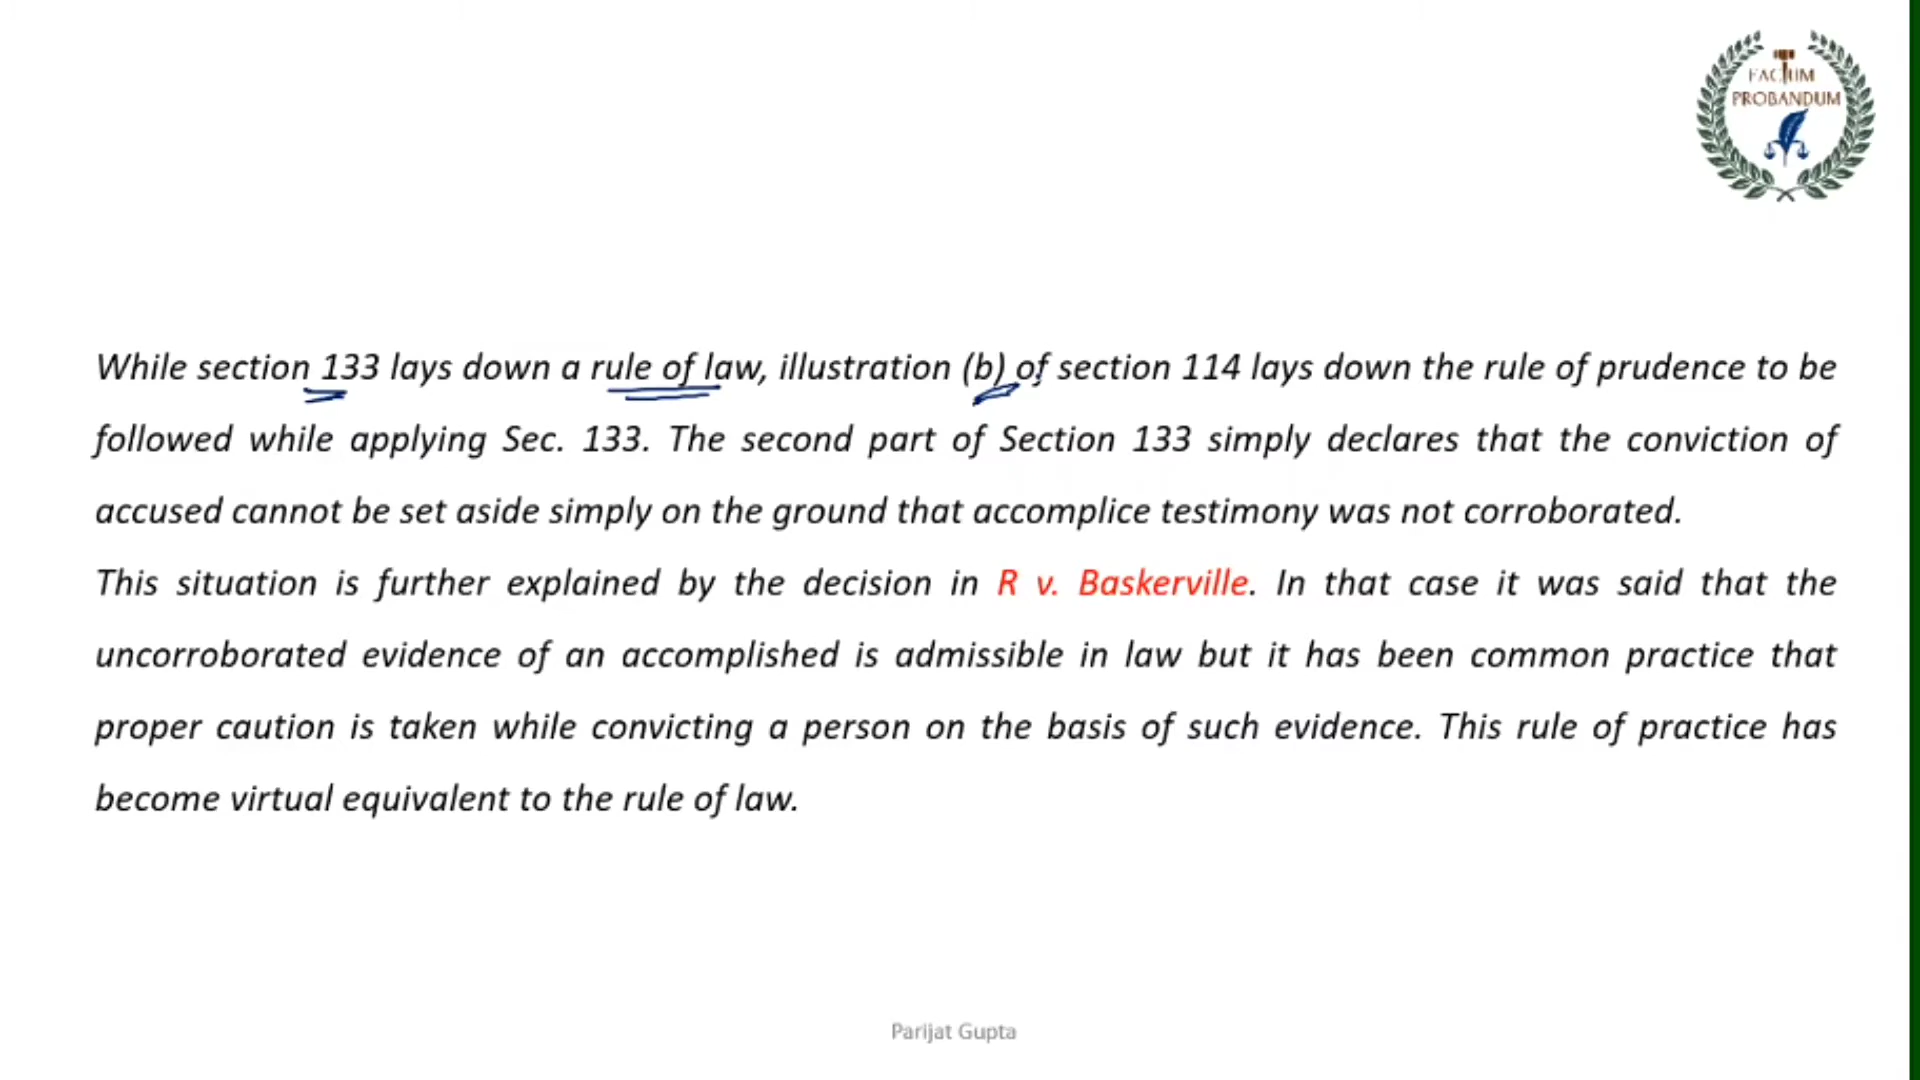 FACTUM
PROBANDUM
While section 133 lays down a rule of law, illustration (b) of section 114 lays down the rule of prudence to be
followed while applying Sec. 133. The second part of Section 133 simply declares that the conviction of
accused cannot be set aside simply on the ground that accomplice testimony was not corroborated.
This situation is further explained by the decision in R v. Baskerville. In that case it was said that the
uncorroborated evidence of an accomplished is admissible in law but it has been common practice that
proper caution is taken while convicting a person on the basis of such evidence. This rule of practice has
become virtual equivalent to the rule of law.
Parijat Gupta